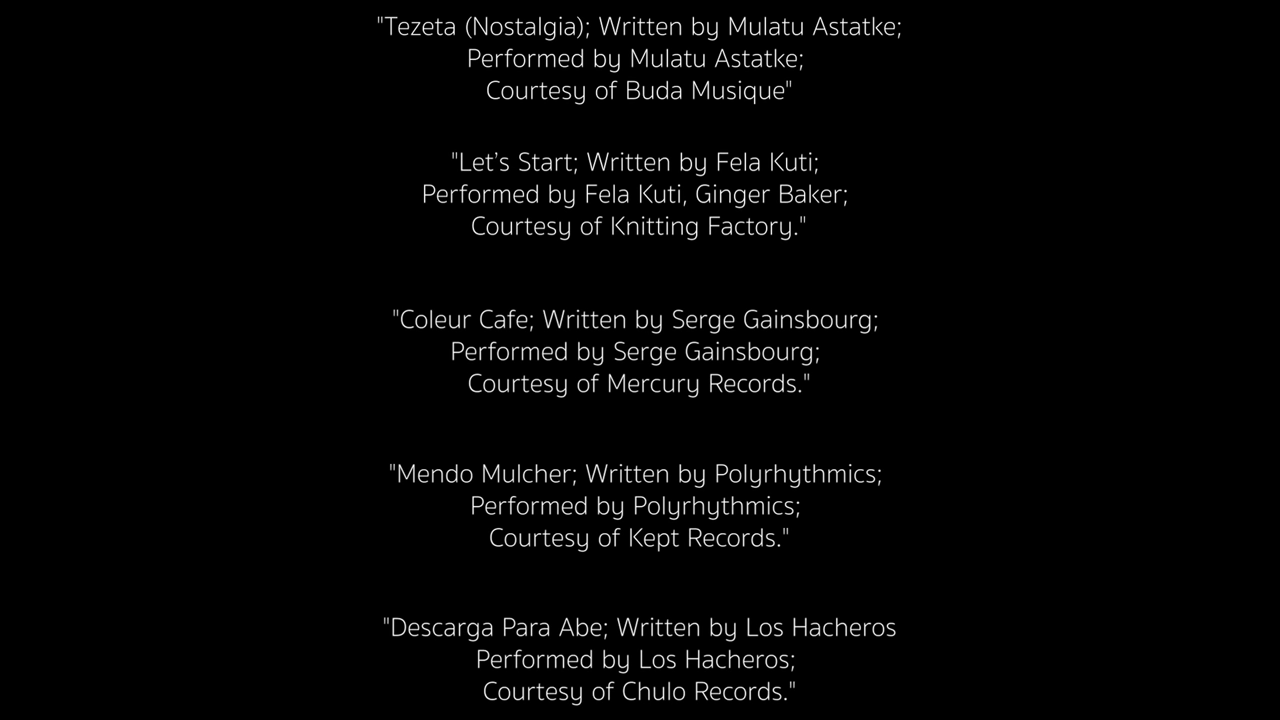 "Tezeta (Nostalgia); Written by Mulatu Astatke;
Performed by Mulatu Astatke;
Courtesy of Buda Musique"
"Let’s Start; Written by Fela Kuti;
Performed by Fela Kuti, Ginger Baker;
Courtesy of Knitting Factory."
"Coleur Cafe; Written by Serge Gainsbourg;
Performed by Serge Gainsbourg;
Courtesy of Mercury Records."
"Mendo Mulcher; Written by Polyrhythmics;
Performed by Polyrhythmics;
Courtesy of Kept Records."
"Descarga Para Abe; Written by Los Hacheros
Performed by Los Hacheros;
Courtesy of Chulo Records."